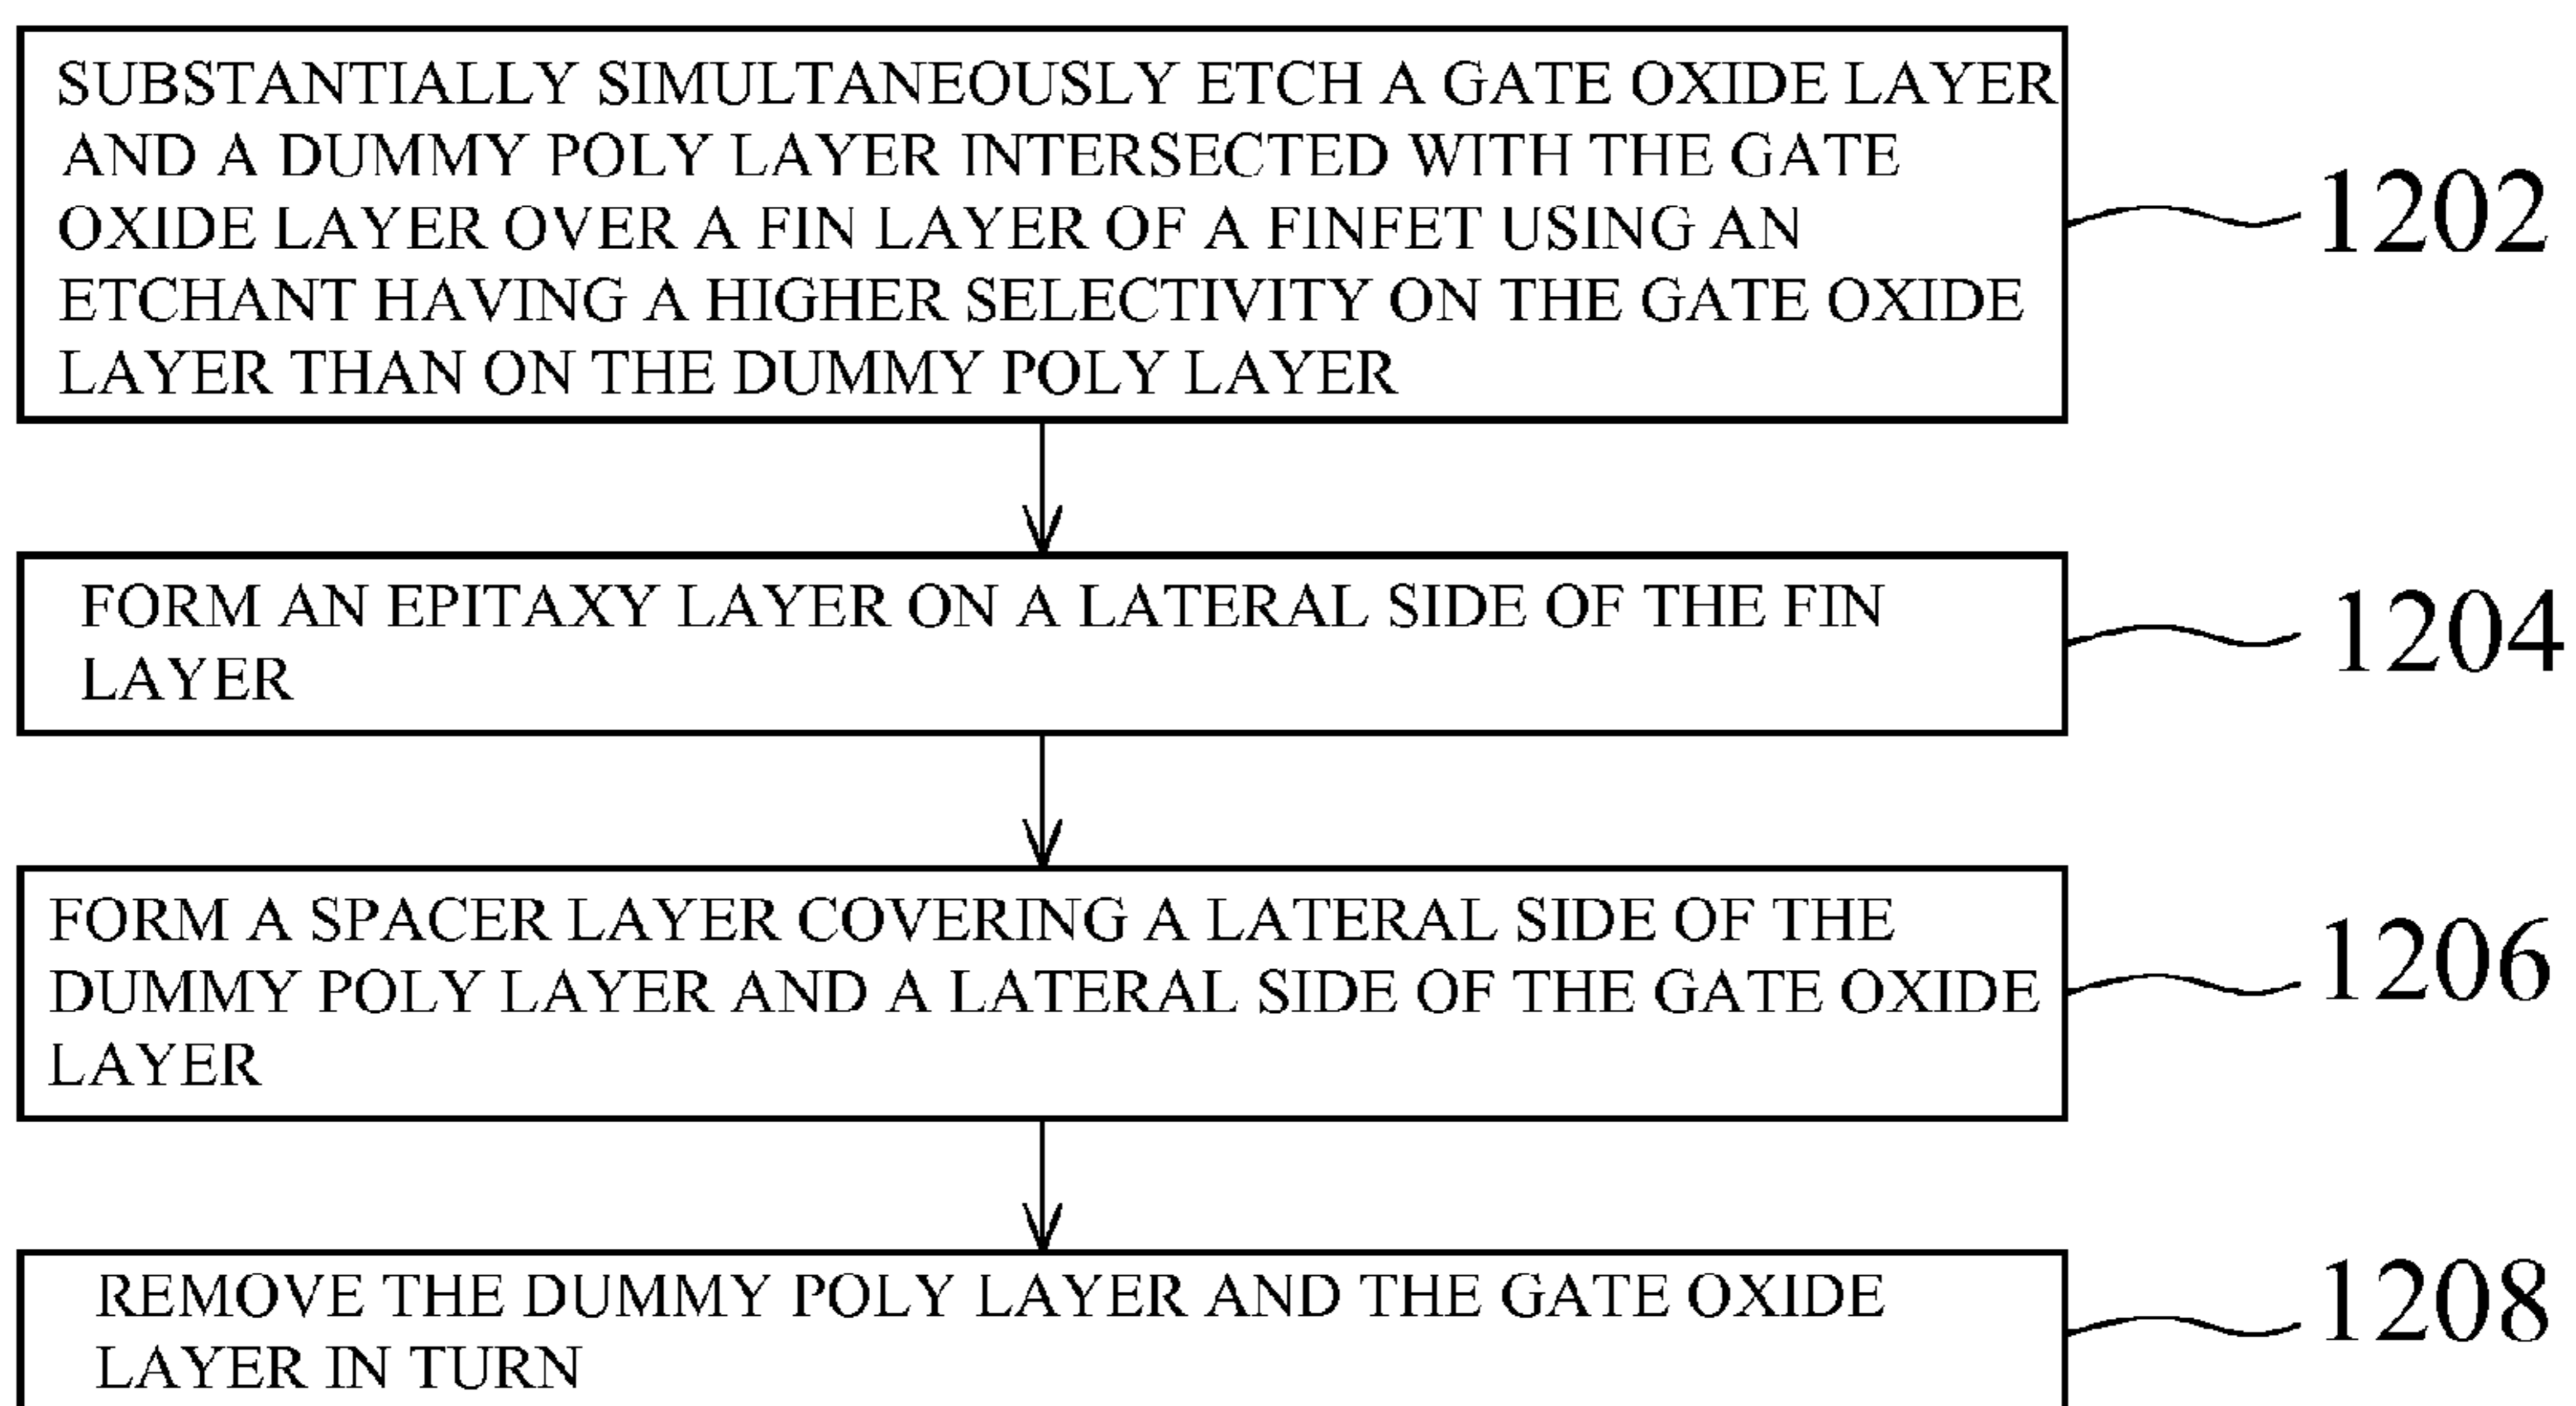 SUBSTANTIALLY SIMULTANEOUSLY ETCH A GATE OXIDE LAYER
AND A DUMMY POLY LAYER INTERSECTED WITH THE GATE
OXIDE LAYER OVER A FIN LAYER OF A FINFET USING AN
ETCHANT HAVING A HIGHER SELECTIVITY ON THE GATE OXIDE
LAYER THAN ON THE DUMMY POLY LAYER
1202
FORM AN EPITAXY LAYER ON A LATERAL SIDE OF THE FIN
LAYER
1204
FORM A SPACER LAYER COVERING A LATERAL SIDE OF THE
DUMMY POLY LAYER AND A LATERAL SIDE OF THE GATE OXIDE
LAYER
1206
REMOVE THE DUMMY POLY LAYER AND THE GATE OXIDE
LAYER IN TURN
1208